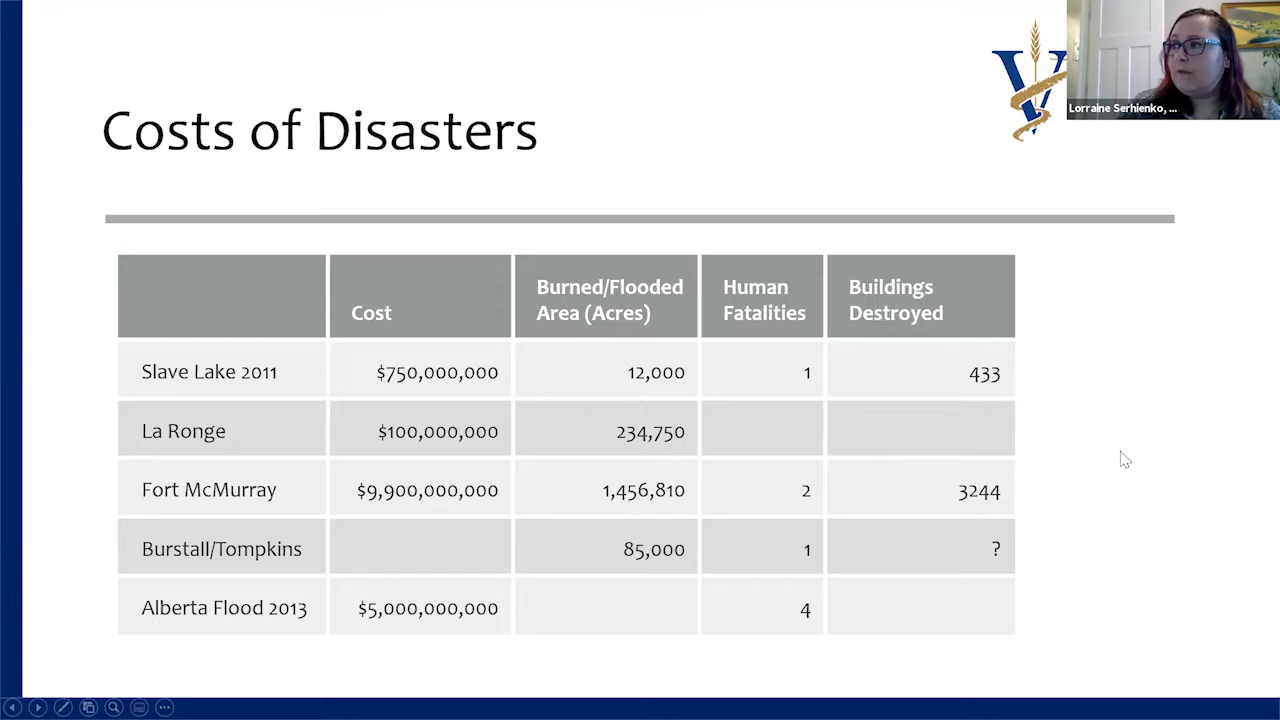 Costs of Disasters
Lorraine Serhienko, ...
V
Cost
Burned/Flooded Area (Acres)
Human Fatalities
Buildings Destroyed
Slave Lake 2011 $750,000,000 12,000 1 433
La Ronge $100,000,000 234,750
Fort McMurray $9,900,000,000 1,456,810 2 3244
Burstall/Tompkins 85,000 1 ?
Alberta Flood 2013 $5,000,000,000 4